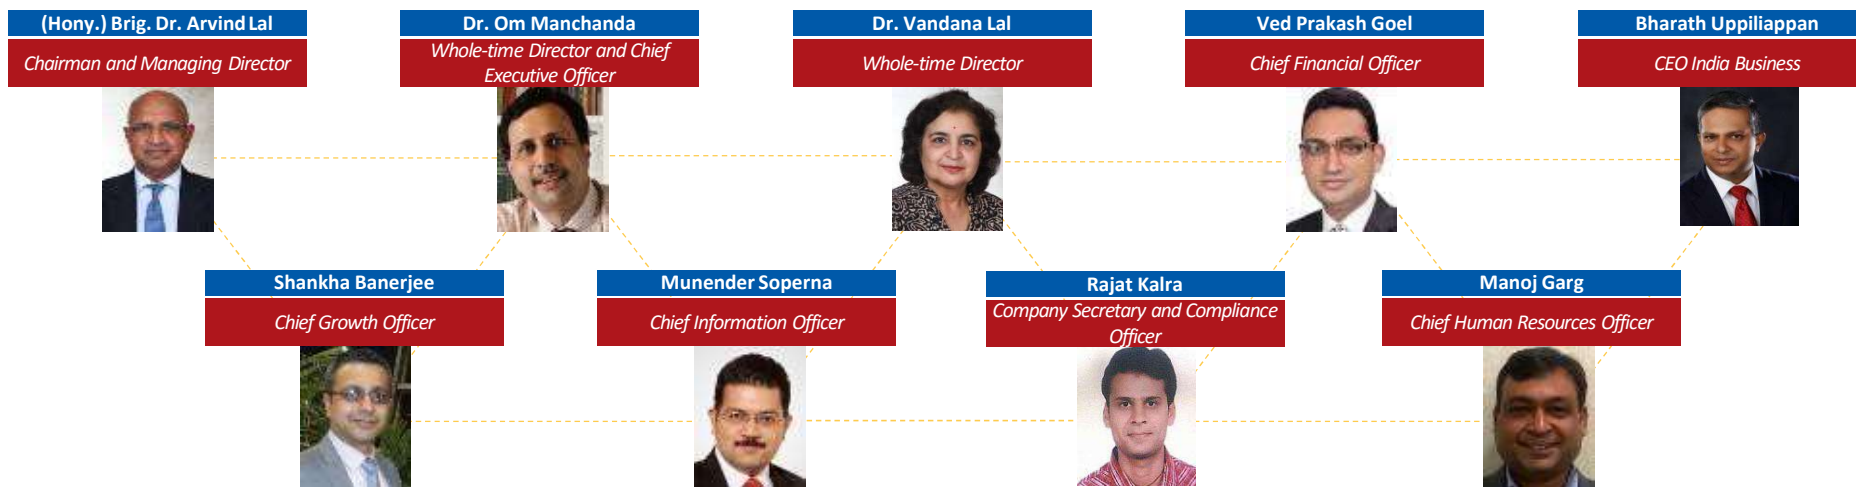 (Hony.) Brig. Dr. Arvind Lal
Chairman and Managing Director
Dr. Om Manchanda
Whole-time Director and Chief
Executive Officer
Dr. Vandana Lal
Whole-time Director
Ved Prakash Goel
Chief Financial Officer
Bharath Uppiliappan
CEO India Business
Shankha Banerjee
Chief Growth Officer
Munender Soperna
Chief Information Officer
Rajat Kalra
Company Secretary and Compliance
Officer
Manoj Garg
Chief Human Resources Officer